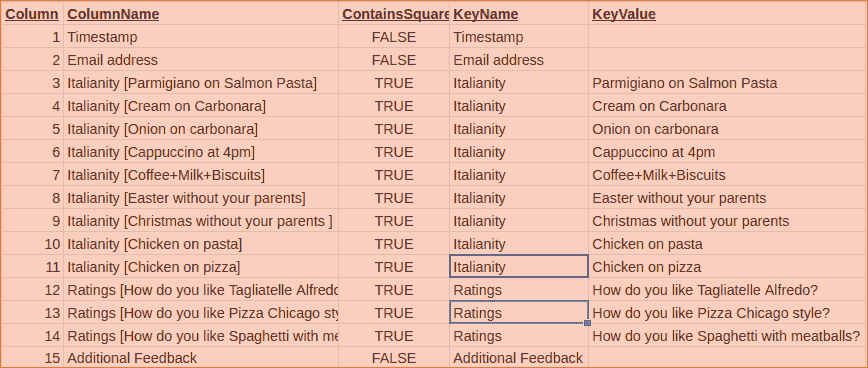 Column ColumnName ContainsSquare KeyName KeyValue
1 Timestamp FALSE Timestamp
2 Email address FALSE Email address
3 Italianity [Parmigiano on Salmon Pasta] TRUE Italianity Parmigiano on Salmon Pasta
4 Italianity [Cream on Carbonara] TRUE Italianity Cream on Carbonara
5 Italianity [Onion on carbonara] TRUE Italianity Onion on carbonara
6 Italianity [Cappuccino at 4pm] TRUE Italianity Cappuccino at 4pm
7 Italianity [Coffee+Milk+Biscuits] TRUE Italianity Coffee+Milk+Biscuits
8 Italianity [Easter without your parents] TRUE Italianity Easter without your parents
9 Italianity [Christmas without your parents ] TRUE Italianity Christmas without your parents
10 Italianity [Chicken on pasta] TRUE Italianity Chicken on pasta
11 Italianity [Chicken on pizza] TRUE Italianity Chicken on pizza
12 Ratings [How do you like Tagliatelle Alfredo TRUE Ratings How do you like Tagliatelle Alfredo?
13 Ratings [How do you like Pizza Chicago sty TRUE Ratings How do you like Pizza Chicago style?
14 Ratings [How do you like Spaghetti with me TRUE Ratings How do you like Spaghetti with meatballs?
15 Additional Feedback FALSE Additional Feedback